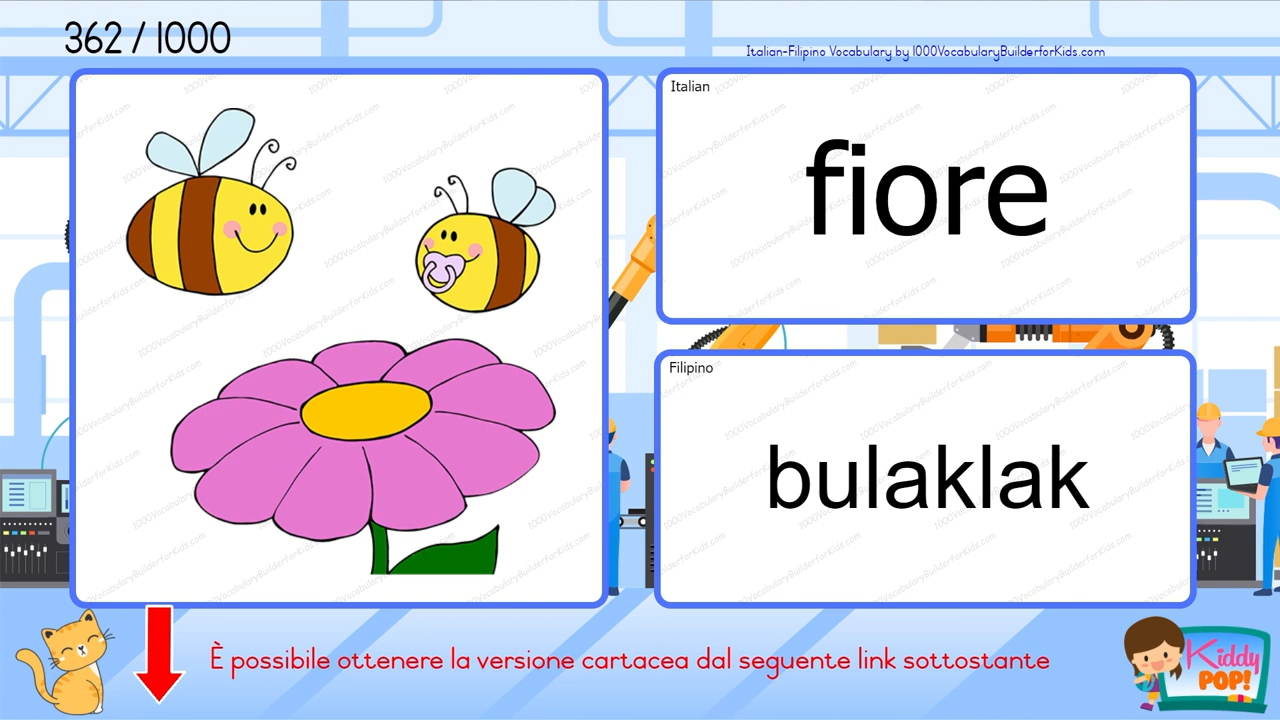 362 / 1000
Italian-Filipino Vocabulary by 1000VocabularyBuilderforKids.com
Italian
fiore
Filipino
bulaklak
È possibile ottenere la versione cartacea dal seguente link sottostante
Kiddy
POP!